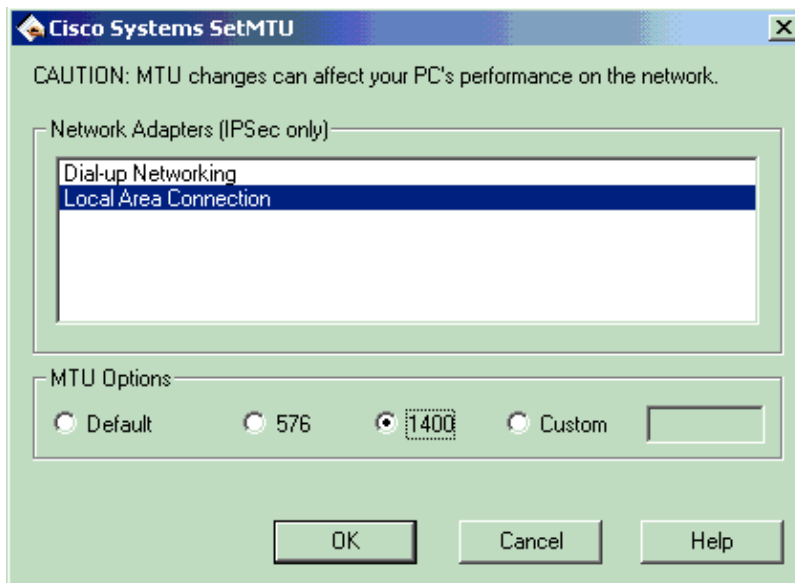 Cisco Systems SetMTU
CAUTION: MTU changes can affect your PC's performance on the network.
Network Adapters (IPSec only)
Dial-up Networking
Local Area Connection
MTU Options
Default 576 1400 Custom
OK Cancel Help